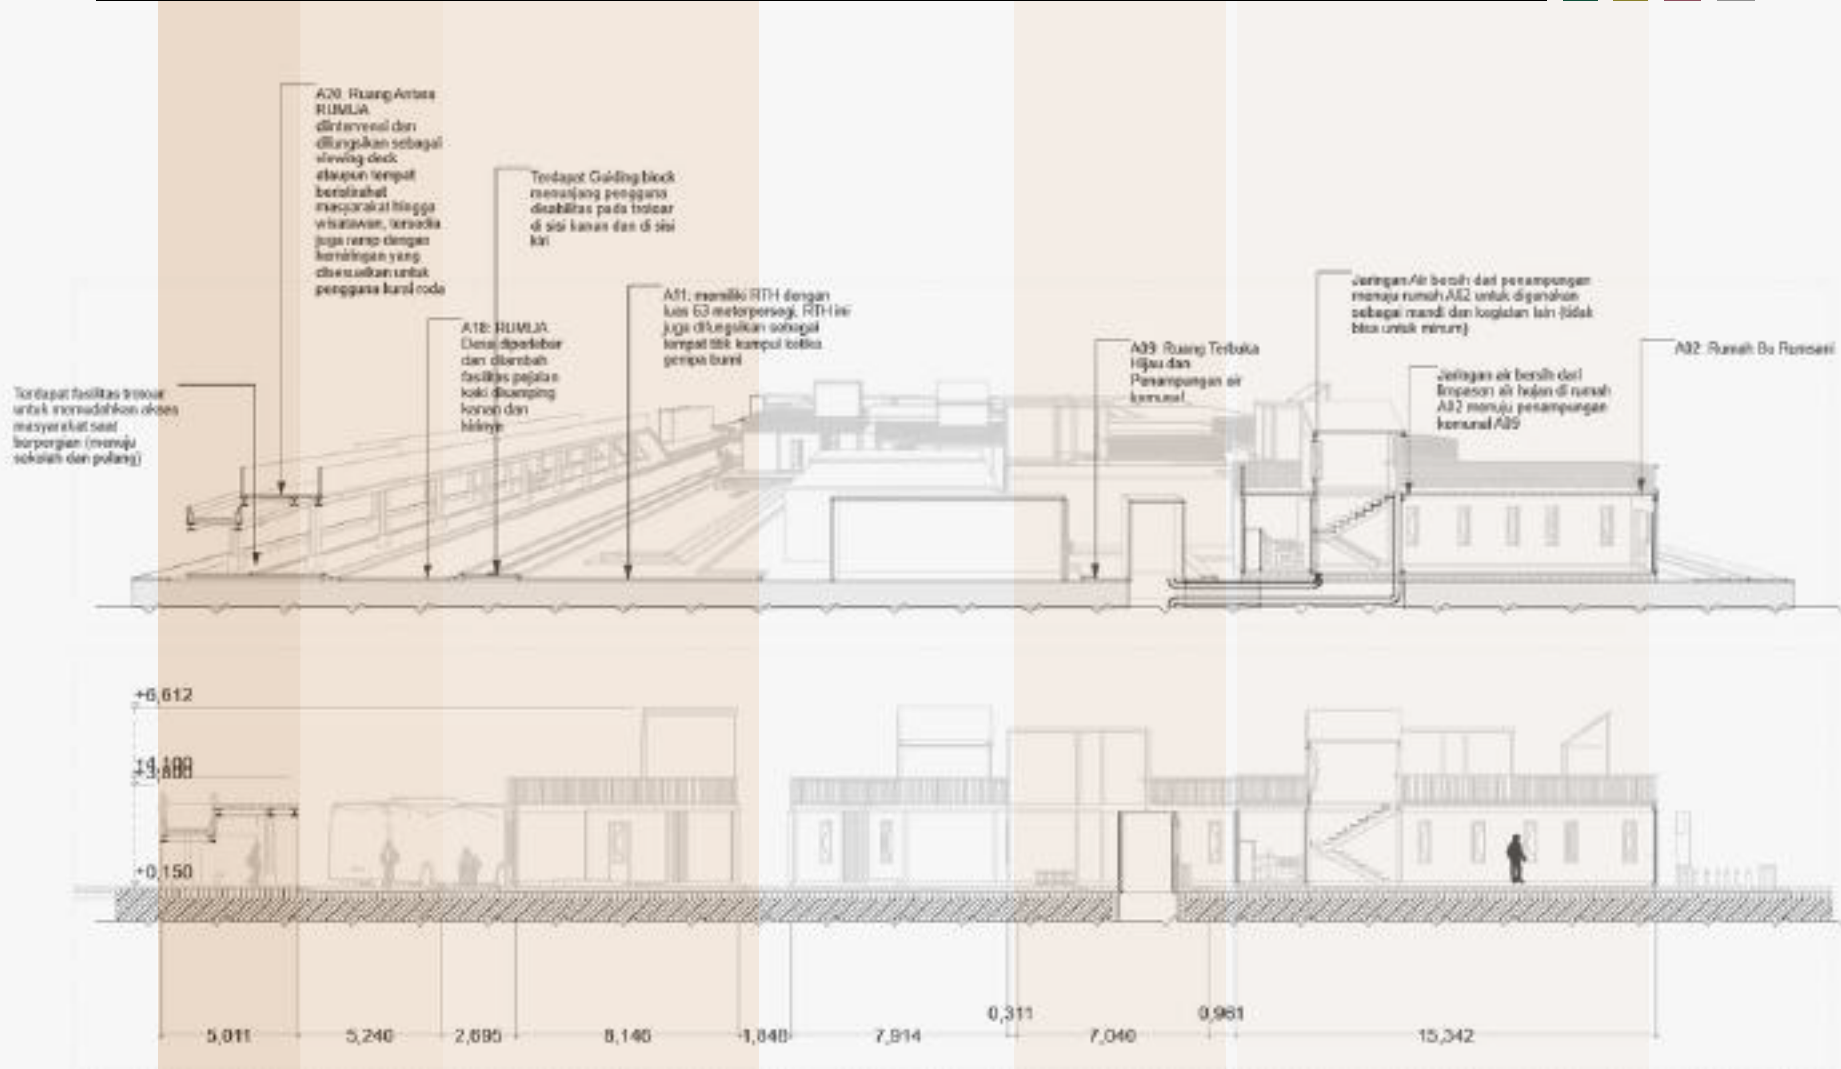 A20: Ruang Antara
RUMIJA
diintervensi dan
difungsikan sebagai
viewing deck
ataupun tempat
beristirahat
masyarakat hingga
wisatawan, tersedia
juga ramp dengan
kemiringan yang
disesuaikan untuk
pengguna kursi roda
Terdapat Guiding block
menunjang pengguna
disabilitas pada trotoar
di sisi kanan dan di sisi
kiri
A11: memiliki RTH dengan
luas 63 meterpersegi. RTH ini
juga difungsikan sebagai
tempat titik kumpul ketika
gempa bumi
A18: RUMIJA
Desa diperlebar
dan ditambah
fasilitas pejalan
kaki disamping
kanan dan
kirinya
Terdapat fasilitas trotoar
untuk memudahkan akses
masyarakat saat
berpergian (menuju
sekolah dan pulang)
Jaringan Air bersih dari penampungan
menuju rumah A02 untuk digunakan
sebagai mandi dan kegiatan lain (tidak
bisa untuk minum)
A09: Ruang Terbuka
Hijau dan
Penampungan air
komunal
A02: Rumah Bu
Jaringan air bersih dari
limpasan air hujan di rumah
A02 menuju penampungan
komunal A09
+6,612
+4,100
+0,150
0,311
0,961
5,011
5,240
2,695
8,146
7,914
7,046
15,342